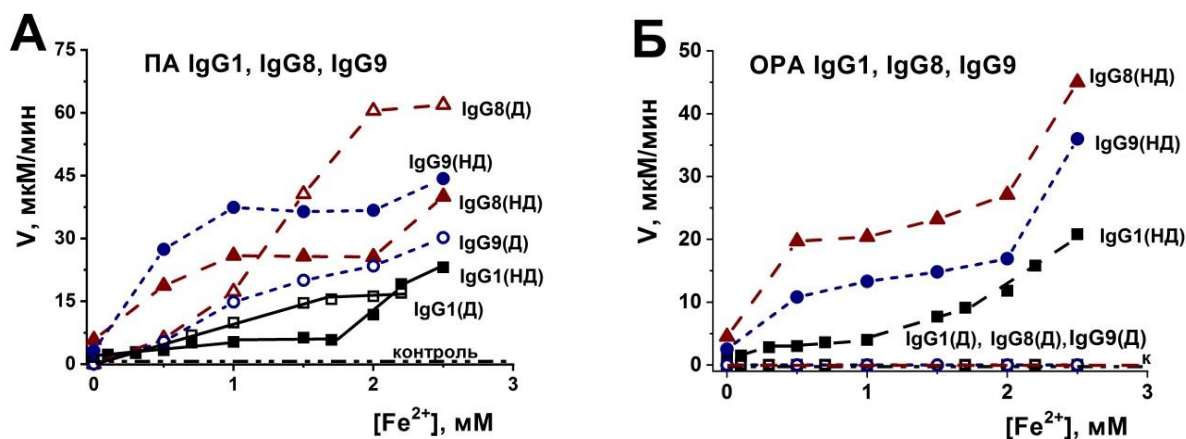 А
ПА IgG1, IgG8, IgG9
V, мкМ/мин
75
60
45
30
15
0
IgG8(Д)
IgG9(НД)
IgG8(НД)
IgG9(Д)
IgG1(НД)
IgG1(Д)
контроль
0 1 2 3
[Fe²⁺], мМ
Б
ОРА IgG1, IgG8, IgG9
V, мкМ/мин
50
40
30
20
10
0
IgG8(НД)
IgG9(НД)
IgG1(НД)
IgG1(Д), IgG8(Д), IgG9(Д)
к
0 1 2 3
[Fe²⁺], мМ